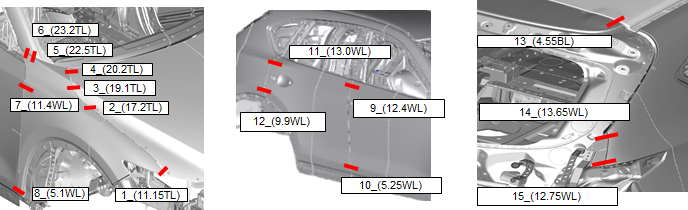 6_(23.2TL)
5_(22.5TL)
4_(20.2TL)
3_(19.1TL)
7_(11.4WL)
2_(17.2TL)
8_(5.1WL)
1_(11.15TL)
11_(13.0WL)
9_(12.4WL)
12_(9.9WL)
10_(5.25WL)
13_(4.55BL)
14_(13.65WL)
15_(12.75WL)